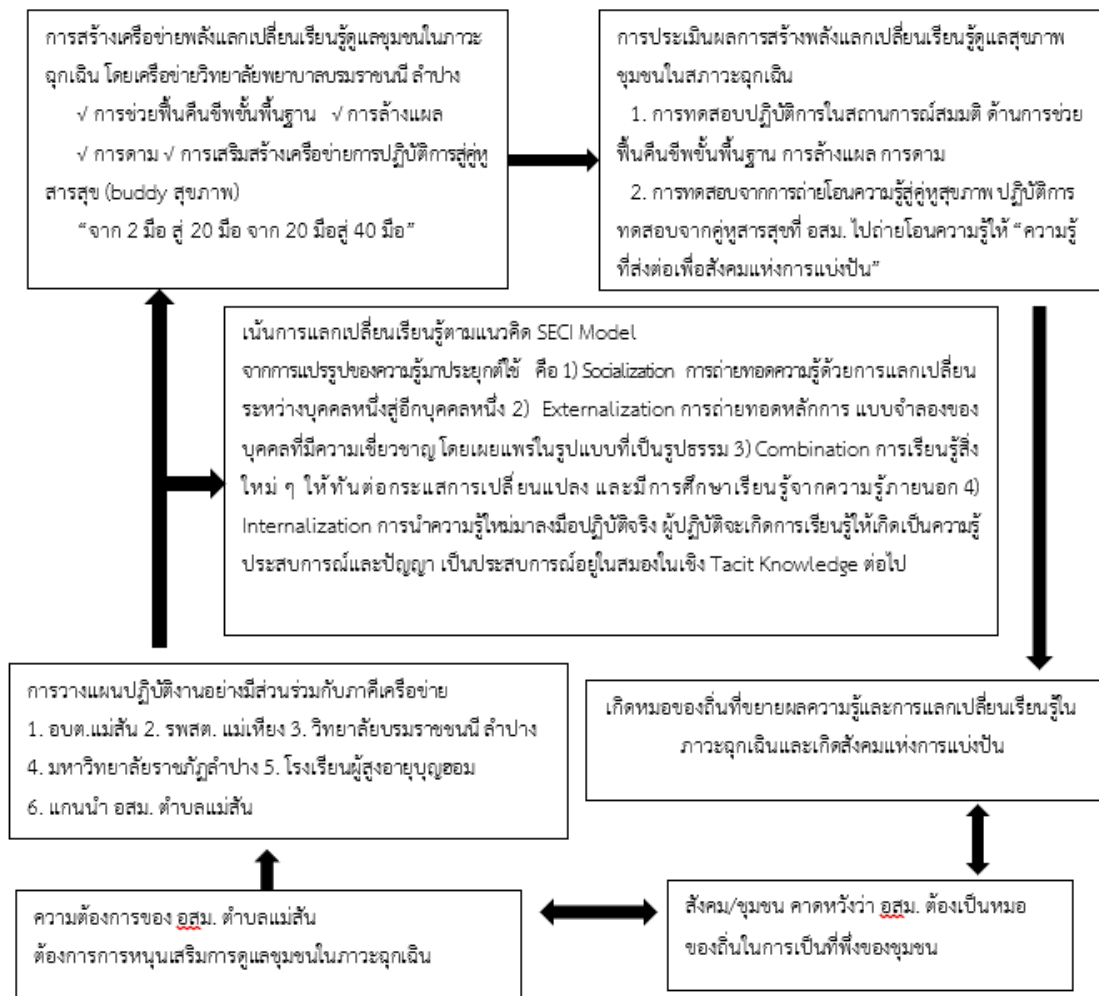 การสร้างเครือข่ายพลังแลกเปลี่ยนเรียนรู้ดูแลชุมชนในภาวะ
ฉุกเฉิน โดยเครือข่ายวิทยาลัยพยาบาลบรมราชนนี ลำปาง
√ การช่วยฟื้นคืนชีพขั้นพื้นฐาน √ การล้างแผล
√ การดาม √ การเสริมสร้างเครือข่ายการปฏิบัติการสู่คู่หู
สารสุข (buddy สุขภาพ)
“จาก 2 มือ สู่ 20 มือ จาก 20 มือสู่ 40 มือ”
การประเมินผลการสร้างพลังแลกเปลี่ยนเรียนรู้ดูแลสุขภาพ
ชุมชนในสภาวะฉุกเฉิน
1. การทดสอบปฏิบัติการในสถานการณ์สมมติ ด้านการช่วย
ฟื้นคืนชีพขั้นพื้นฐาน การล้างแผล การดาม
2. การทดสอบจากการถ่ายโอนความรู้สู่คู่หูสุขภาพ ปฏิบัติการ
ทดสอบจากคู่หูสารสุขที่ อสม. ไปถ่ายโอนความรู้ให้ “ความรู้
ที่ส่งต่อเพื่อสังคมแห่งการแบ่งปัน”
เน้นการแลกเปลี่ยนเรียนรู้ตามแนวคิด SECI Model
จากการแปรรูปของความรู้มาประยุกต์ใช้ คือ 1) Socialization การถ่ายทอดความรู้ด้วยการแลกเปลี่ยน
ระหว่างบุคคลหนึ่งสู่อีกบุคคลหนึ่ง 2) Externalization การถ่ายทอดหลักการ แบบจำลองของ
บุคคลที่มีความเชี่ยวชาญ โดยเผยแพร่ในรูปแบบที่เป็นรูปธรรม 3) Combination การเรียนรู้สิ่ง
ใหม่ ๆ ให้ทันต่อกระแสการเปลี่ยนแปลง และมีการศึกษาเรียนรู้จากความรู้ภายนอก 4)
Internalization การนำความรู้ใหม่มาลงมือปฏิบัติจริง ผู้ปฏิบัติจะเกิดการเรียนรู้ให้เกิดเป็นความรู้
ประสบการณ์และปัญญา เป็นประสบการณ์อยู่ในสมองในเชิง Tacit Knowledge ต่อไป
การวางแผนปฏิบัติงานอย่างมีส่วนร่วมกับภาคีเครือข่าย
1. อบต.แม่สัน 2. รพสต. แม่เหียง 3. วิทยาลัยบรมราชชนนี ลำปาง
4. มหาวิทยาลัยราชภัฏลำปาง 5. โรงเรียนผู้สูงอายุบุญฮอม
6. แกนนำ อสม. ตำบลแม่สัน
เกิดหมอของถิ่นที่ขยายผลความรู้และการแลกเปลี่ยนเรียนรู้ใน
ภาวะฉุกเฉินและเกิดสังคมแห่งการแบ่งปัน
ความต้องการของ อสม. ตำบลแม่สัน
ต้องการการหนุนเสริมการดูแลชุมชนในภาวะฉุกเฉิน
สังคม/ชุมชน คาดหวังว่า อสม. ต้องเป็นหมอ
ของถิ่นในการเป็นที่พึ่งของชุมชน